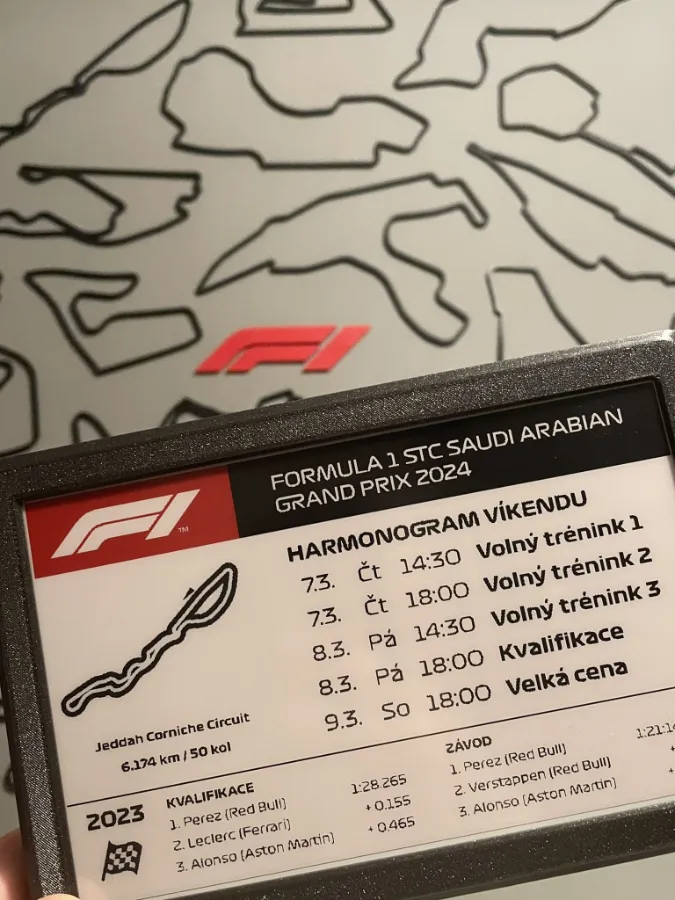 F1
F1 ™
FORMULA 1 STC SAUDI ARABIAN
GRAND PRIX 2024
HARMONOGRAM VÍKENDU
7.3. Čt 14:30 Volný trénink 1
7.3. Čt 18:00 Volný trénink 2
8.3. Pá 14:30 Volný trénink 3
8.3. Pá 18:00 Kvalifikace
9.3. So 18:00 Velká cena
Jeddah Corniche Circuit
6.174 km / 50 kol
2023
KVALIFIKACE
1. Perez (Red Bull) 1:28.265
2. Leclerc (Ferrari) + 0.155
3. Alonso (Aston Martin) + 0.465
ZÁVOD
1. Perez (Red Bull) 1:21:14
2. Verstappen (Red Bull) +
3. Alonso (Aston Martin) +